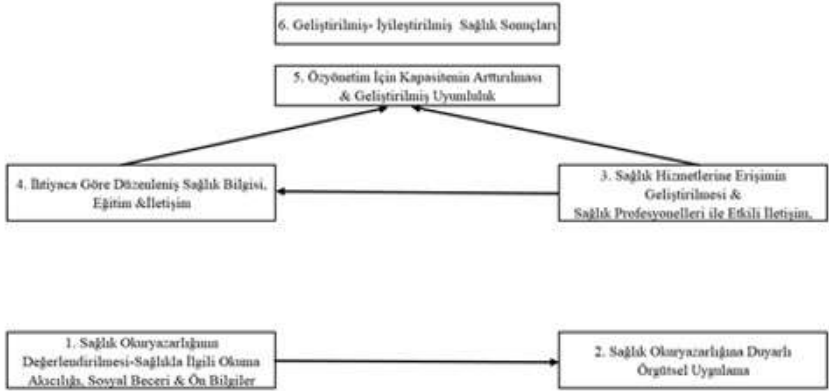 6. Geliştirilmiş- İyileştirilmiş Sağlık Sonuçları
5. Özyönetim İçin Kapasitenin Arttırılması
& Geliştirilmiş Uyumluluk
4. İhtiyaca Göre Düzenleniş Sağlık Bilgisi,
Eğitim &İletişim
3. Sağlık Hizmetlerine Erişimin
Geliştirilmesi &
Sağlık Profesyonelleri ile Etkili İletişim,
1. Sağlık Okuryazarlığının
Değerlendirilmesi-Sağlıkla İlgili Okuma
Akıcılığı, Sosyal Beceri & Ön Bilgiler
2. Sağlık Okuryazarlığına Duyarlı
Örgütsel Uygulama